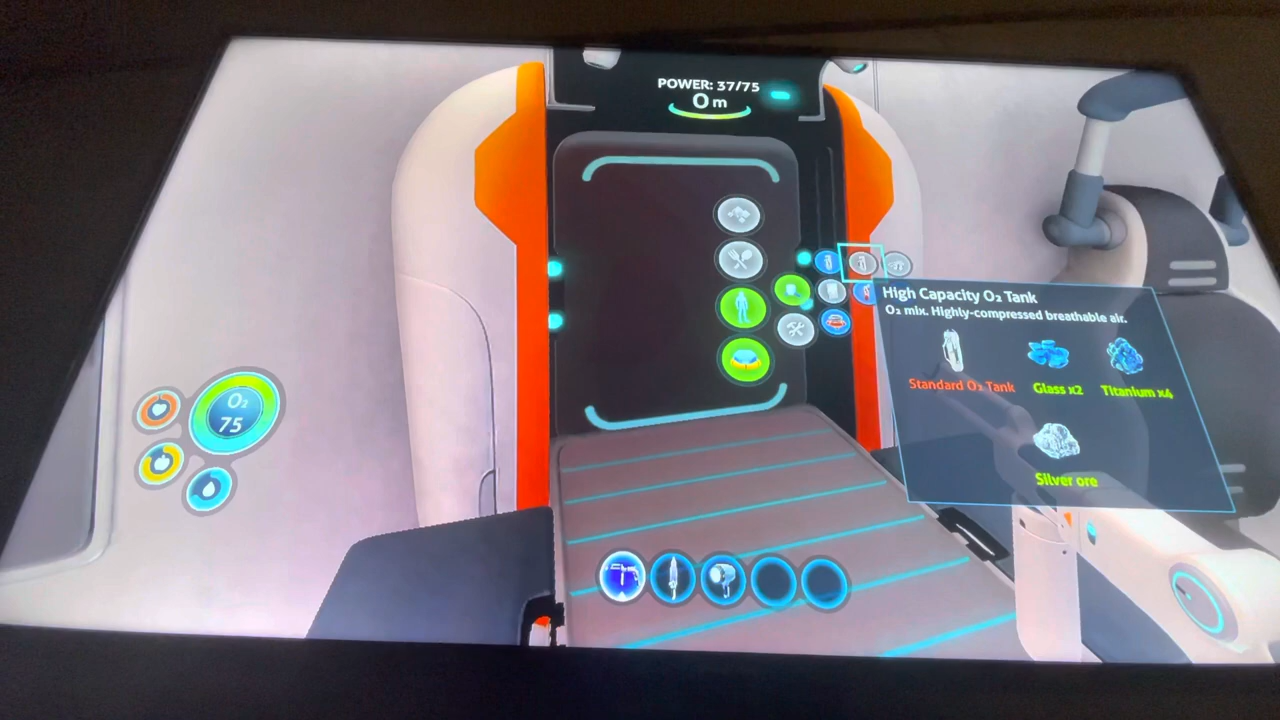 POWER: 37/75
0 m
High Capacity O₂ Tank
O₂ mix. Highly-compressed breathable air.
Standard O₂ Tank
Glass x2
Titanium x4
Silver ore
O₂
75